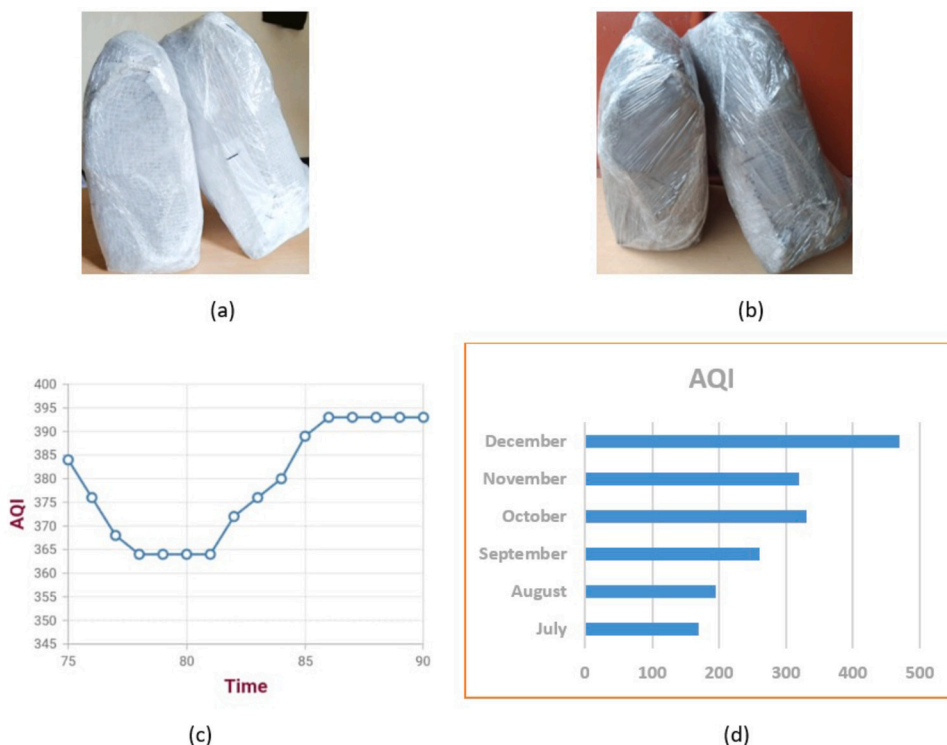 (a)
(b)
400
395
390
385
380
375
370
365
360
355
350
345
75
80
85
90
AQI
Time
(c)
AQI
December
November
October
September
August
July
0
100
200
300
400
500
(d)